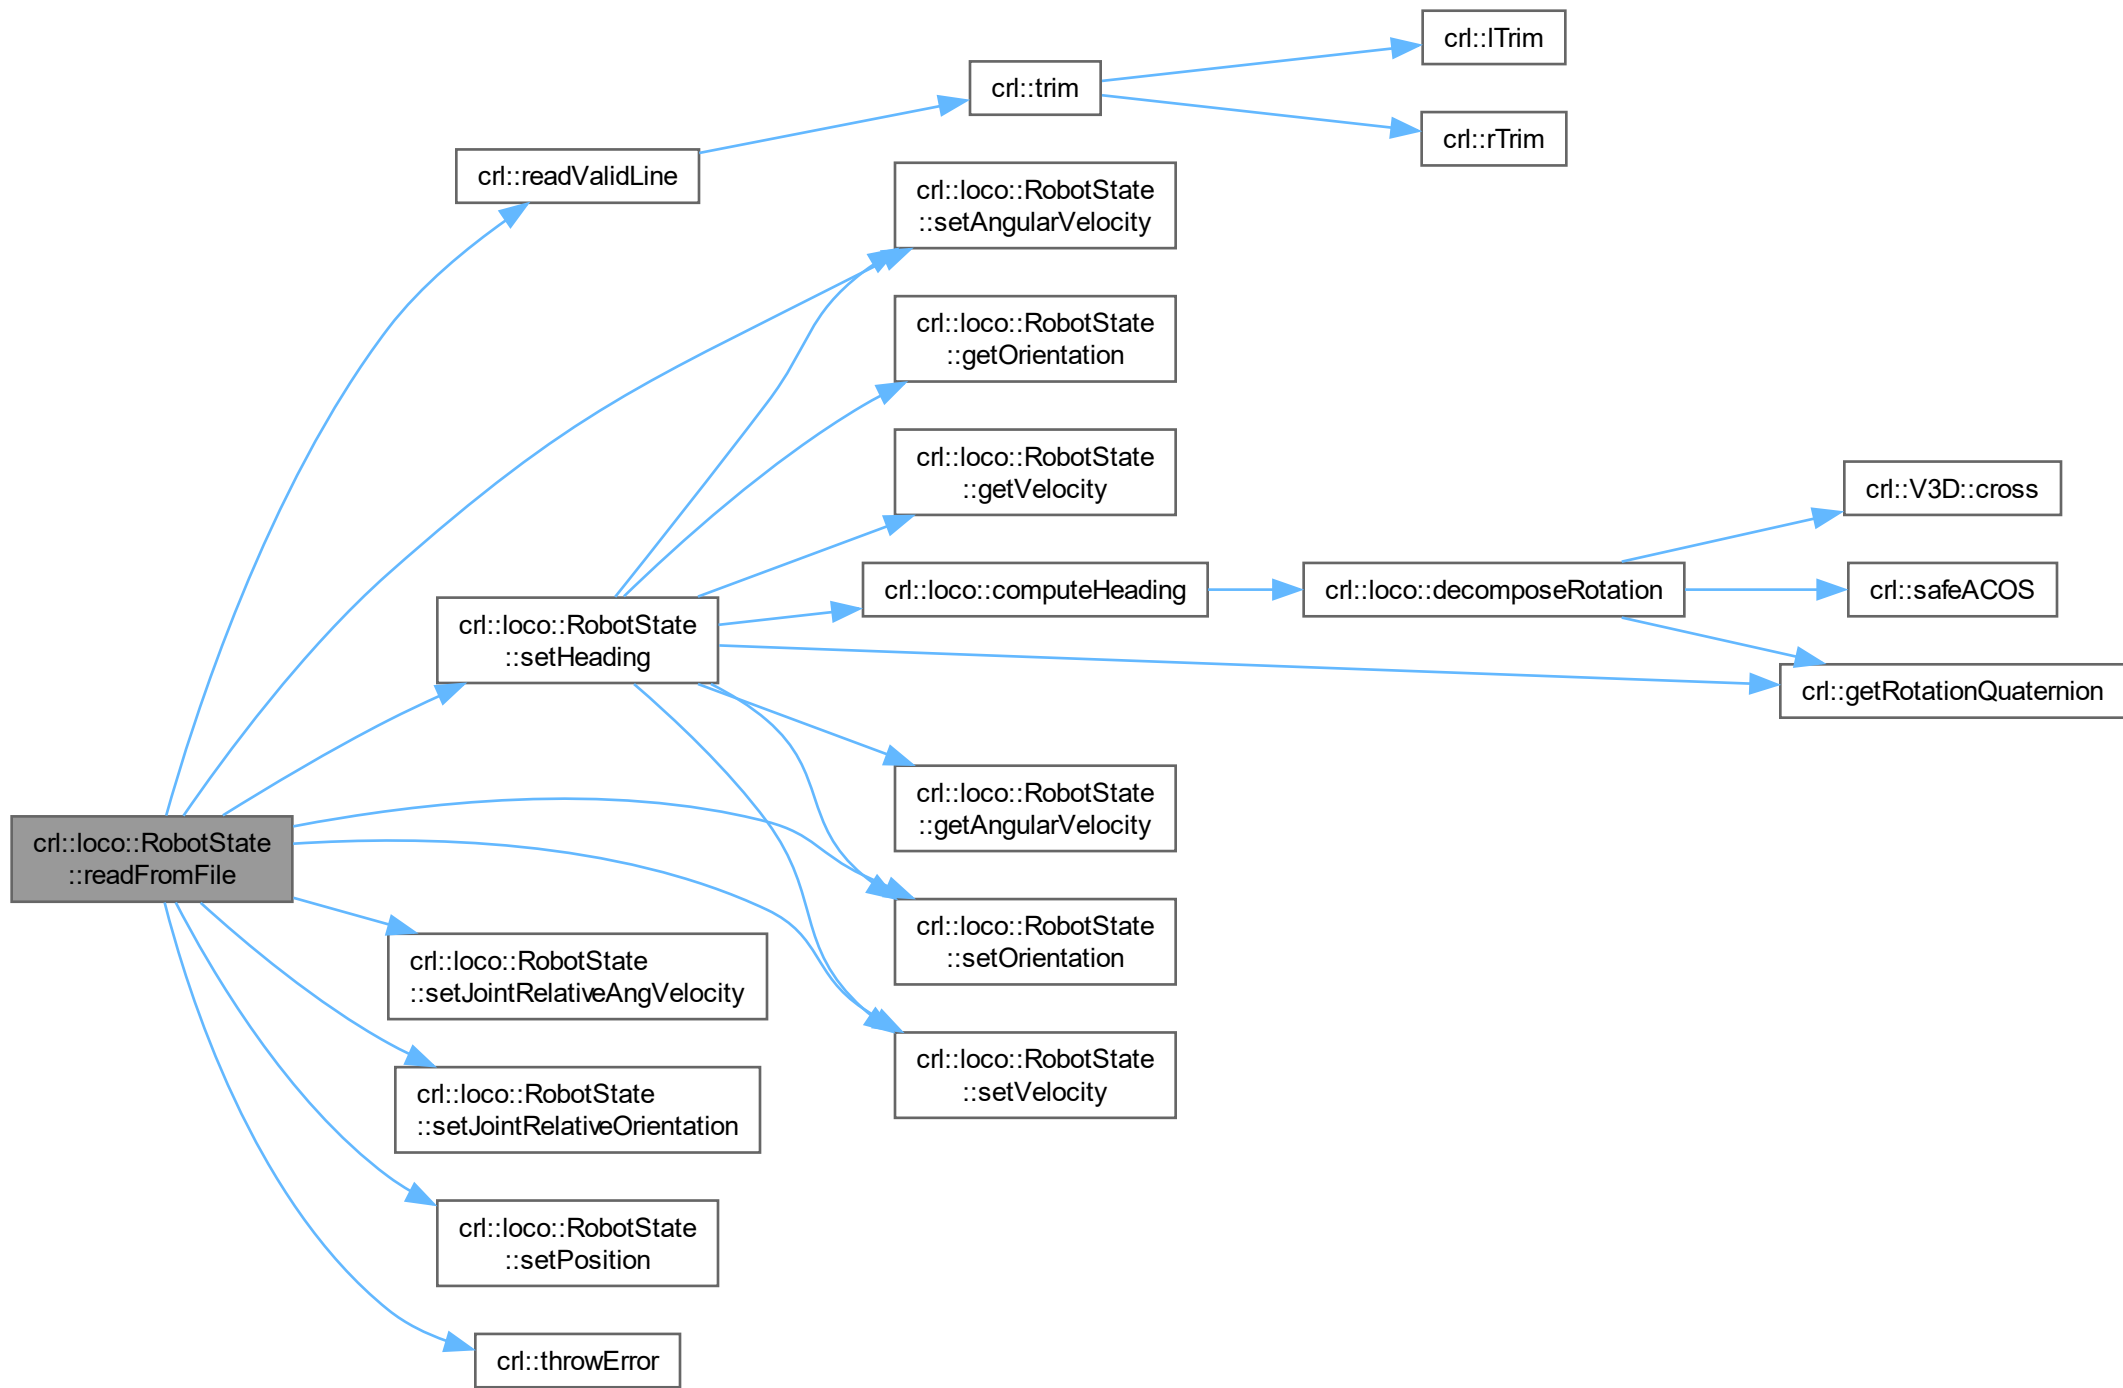 crl::lTrim
crl::trim
crl::rTrim
crl::readValidLine
crl::loco::RobotState
::setAngularVelocity
crl::loco::RobotState
::getOrientation
crl::loco::RobotState
::getVelocity
crl::V3D::cross
crl::loco::computeHeading
crl::loco::decomposeRotation
crl::safeACOS
crl::loco::RobotState
::setHeading
crl::getRotationQuaternion
crl::loco::RobotState
::getAngularVelocity
crl::loco::RobotState
::readFromFile
crl::loco::RobotState
::setOrientation
crl::loco::RobotState
::setJointRelativeAngVelocity
crl::loco::RobotState
::setVelocity
crl::loco::RobotState
::setJointRelativeOrientation
crl::loco::RobotState
::setPosition
crl::throwError